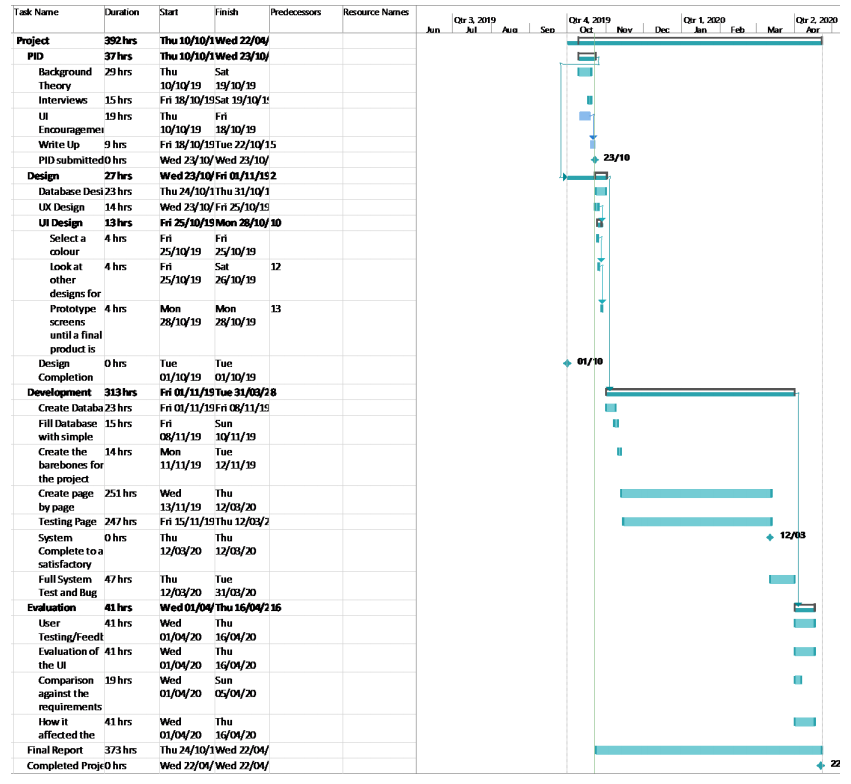 Task Name Duration Start Finish Predecessors Resource Names
Qtr 3, 2019 Qtr 4, 2019 Qtr 1, 2020 Qtr 2, 2020
Jun Jul Aug Sep Oct Nov Dec Jan Feb Mar Apr
Project 392 hrs Thu 10/10/1 Wed 22/04/
PID 37 hrs Thu 10/10/1 Wed 23/10/
Background 29 hrs Thu Sat
Theory 10/10/19 19/10/19
Interviews 15 hrs Fri 18/10/19 Sat 19/10/19
UI 19 hrs Thu Fri
Encouragemen 10/10/19 18/10/19
Write Up 9 hrs Fri 18/10/19 Tue 22/10/1 5
PID submitted 0 hrs Wed 23/10/ Wed 23/10/
23/10
Design 27 hrs Wed 23/10/ Fri 01/11/19 2
Database Desi 23 hrs Thu 24/10/1 Thu 31/10/1
UX Design 14 hrs Wed 23/10/ Fri 25/10/19
UI Design 13 hrs Fri 25/10/19 Mon 28/10/ 10
Select a 4 hrs Fri Fri
colour 25/10/19 25/10/19
Look at 4 hrs Fri Sat 12
other 25/10/19 26/10/19
designs for
Prototype 4 hrs Mon Mon 13
screens 28/10/19 28/10/19
until a final
product is
Design 0 hrs Tue Tue
01/10
Completion 01/10/19 01/10/19
Development 313 hrs Fri 01/11/19 Tue 31/03/2 8
Create Databa 23 hrs Fri 01/11/19 Fri 08/11/19
Fill Database 15 hrs Fri Sun
with simple 08/11/19 10/11/19
Create the 14 hrs Mon Tue
barebones for 11/11/19 12/11/19
the project
Create page 251 hrs Wed Thu
by page 13/11/19 12/03/20
Testing Page 247 hrs Fri 15/11/19 Thu 12/03/2
System 0 hrs Thu Thu
12/03
Complete to a 12/03/20 12/03/20
satisfactory
Full System 47 hrs Thu Tue
Test and Bug 12/03/20 31/03/20
Evaluation 41 hrs Wed 01/04/ Thu 16/04/2 16
User 41 hrs Wed Thu
Testing/Feedb 01/04/20 16/04/20
Evaluation of 41 hrs Wed Thu
the UI 01/04/20 16/04/20
Comparison 19 hrs Wed Sun
against the 01/04/20 05/04/20
requirements
How it 41 hrs Wed Thu
affected the 01/04/20 16/04/20
Final Report 373 hrs Thu 24/10/1 Wed 22/04/
Completed Proje 0 hrs Wed 22/04/ Wed 22/04/
22